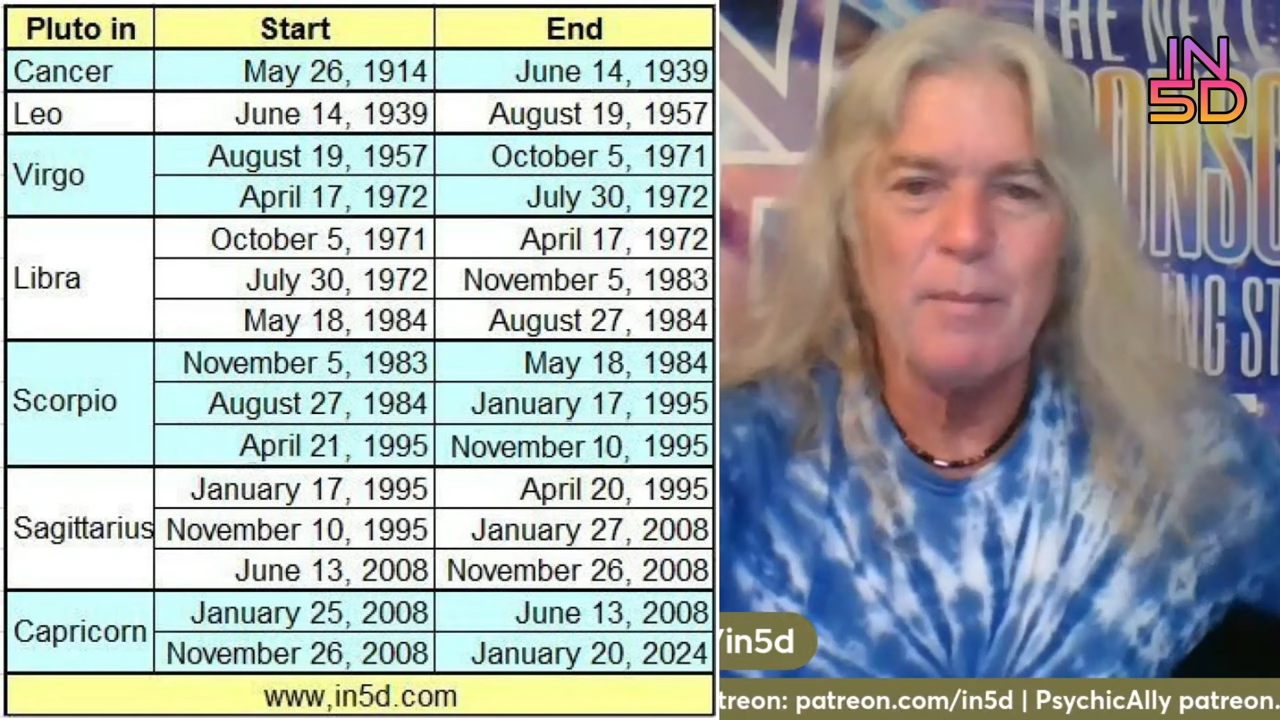 Pluto in Start End
Cancer May 26, 1914 June 14, 1939
Leo June 14, 1939 August 19, 1957
Virgo August 19, 1957 October 5, 1971
April 17, 1972 July 30, 1972
Libra October 5, 1971 April 17, 1972
July 30, 1972 November 5, 1983
May 18, 1984 August 27, 1984
Scorpio November 5, 1983 May 18, 1984
August 27, 1984 January 17, 1995
April 21, 1995 November 10, 1995
Sagittarius January 17, 1995 April 20, 1995
November 10, 1995 January 27, 2008
June 13, 2008 November 26, 2008
Capricorn January 25, 2008 June 13, 2008
November 26, 2008 January 20, 2024
www,in5d.com
THE NEXT
IN
5D
ONSC
ING ST
/in5d
treon: patreon.com/in5d | PsychicAlly patreon.